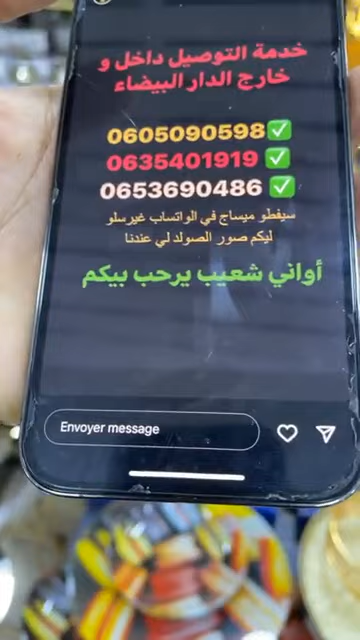 خدمة التوصيل داخل و
خارج الدار البيضاء
0605090598✅
0635401919✅
0653690486✅
سيفطو ميساج في الواتساب غيرسلو
ليكم صور الصولد لي عندنا
أواني شعيب يرحب بيكم
Envoyer message